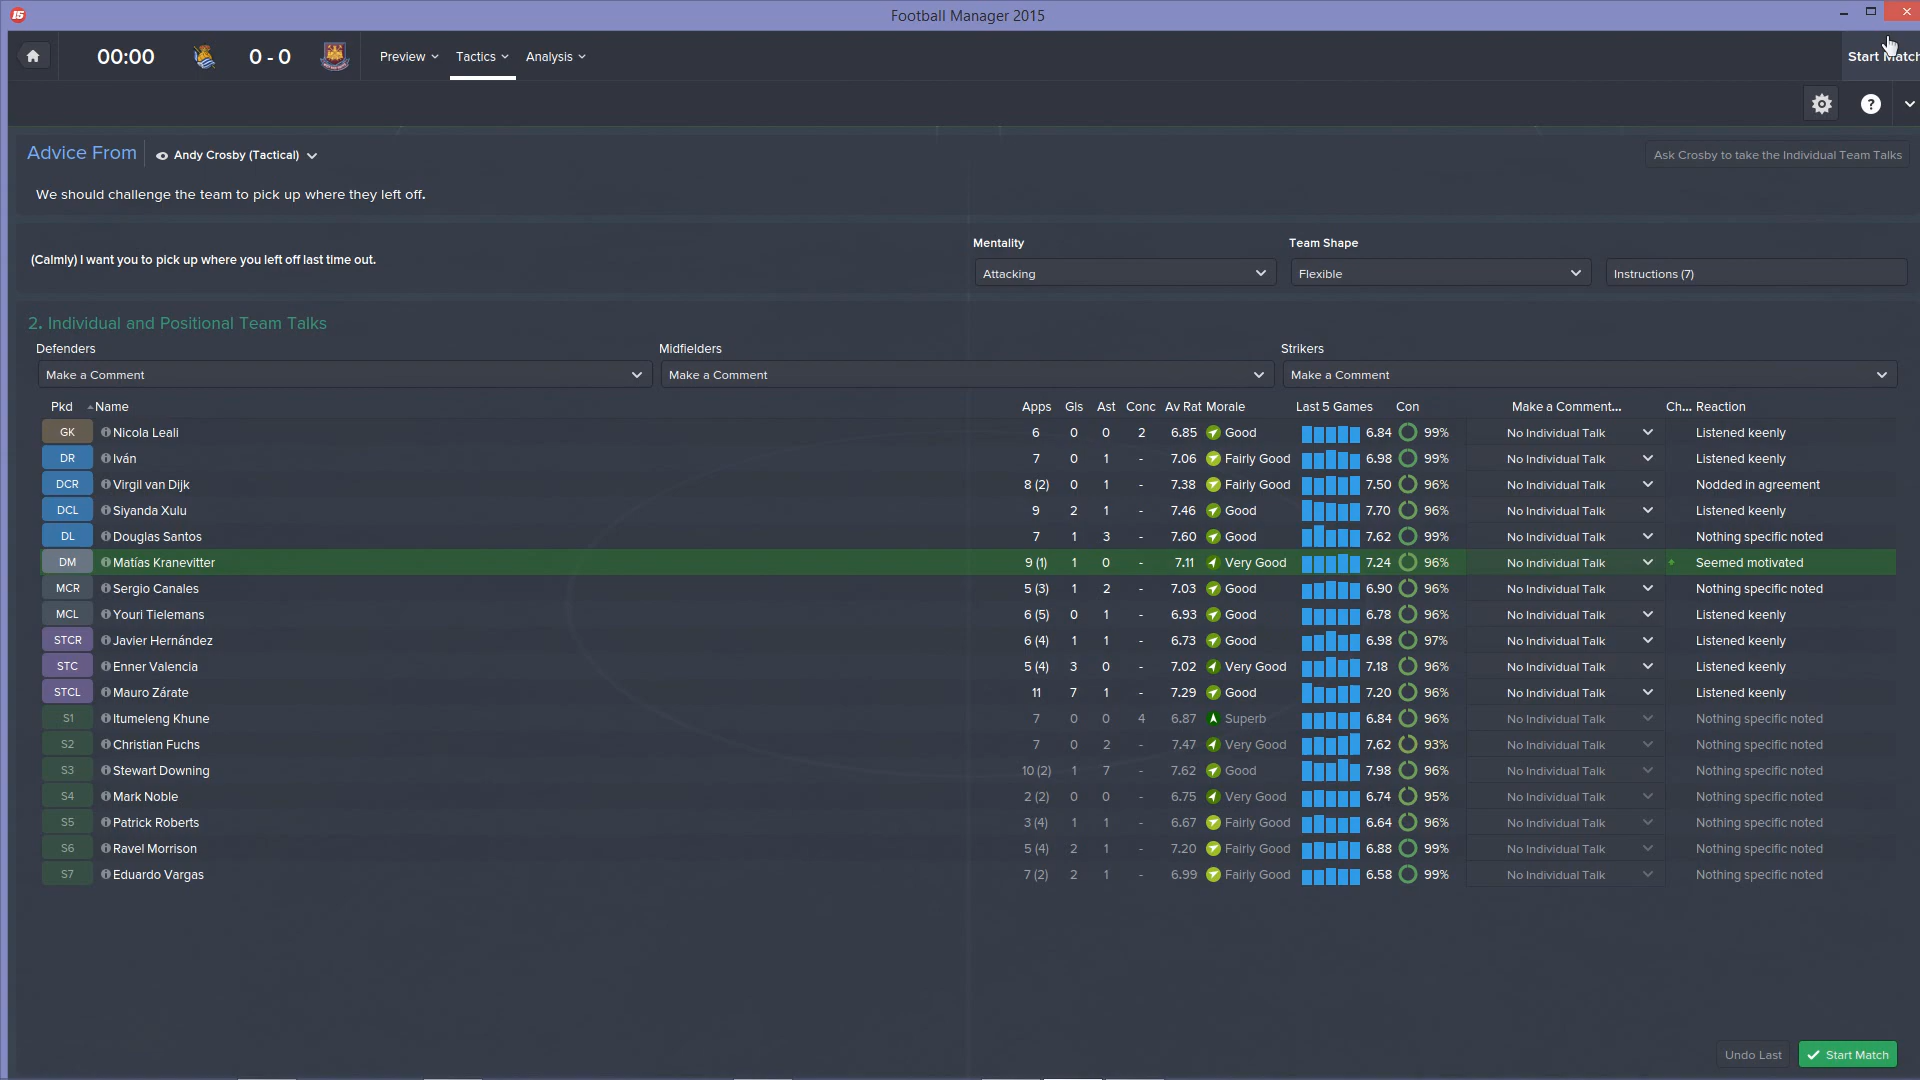 15
Football Manager 2015
00:00 0 - 0 Preview Tactics Analysis Start Match
?
Advice From Andy Crosby (Tactical) Ask Crosby to take the Individual Team Talks
We should challenge the team to pick up where they left off.
Mentality Team Shape
(Calmly) I want you to pick up where you left off last time out.
Attacking Flexible Instructions (7)
2. Individual and Positional Team Talks
Defenders Midfielders Strikers
Make a Comment Make a Comment Make a Comment
Pkd Name Apps Gls Ast Conc Av Rat Morale Last 5 Games Con Make a Comment... Ch... Reaction
GK Nicola Leali 6 0 0 2 6.85 Good 6.84 99% No Individual Talk Listened keenly
DR Iván 7 0 1 - 7.06 Fairly Good 6.98 99% No Individual Talk Listened keenly
DCR Virgil van Dijk 8 (2) 0 1 - 7.38 Fairly Good 7.50 96% No Individual Talk Nodded in agreement
DCL Siyanda Xulu 9 2 1 - 7.46 Good 7.70 96% No Individual Talk Listened keenly
DL Douglas Santos 7 1 3 - 7.60 Good 7.62 99% No Individual Talk Nothing specific noted
DM Matías Kranevitter 9 (1) 1 0 - 7.11 Very Good 7.24 96% No Individual Talk Seemed motivated
MCR Sergio Canales 5 (3) 1 2 - 7.03 Good 6.90 96% No Individual Talk Nothing specific noted
MCL Youri Tielemans 6 (5) 0 1 - 6.93 Good 6.78 96% No Individual Talk Listened keenly
STCR Javier Hernández 6 (4) 1 1 - 6.73 Good 6.98 97% No Individual Talk Listened keenly
STC Enner Valencia 5 (4) 3 0 - 7.02 Very Good 7.18 96% No Individual Talk Listened keenly
STCL Mauro Zárate 11 7 1 - 7.29 Good 7.20 96% No Individual Talk Listened keenly
S1 Itumeleng Khune 7 0 0 4 6.87 Superb 6.84 96% No Individual Talk Nothing specific noted
S2 Christian Fuchs 7 0 2 - 7.47 Very Good 7.62 93% No Individual Talk Nothing specific noted
S3 Stewart Downing 10 (2) 1 7 - 7.62 Good 7.98 96% No Individual Talk Nothing specific noted
S4 Mark Noble 2 (2) 0 0 - 6.75 Very Good 6.74 95% No Individual Talk Nothing specific noted
S5 Patrick Roberts 3 (4) 1 1 - 6.67 Fairly Good 6.64 96% No Individual Talk Nothing specific noted
S6 Ravel Morrison 5 (4) 2 1 - 7.20 Fairly Good 6.88 99% No Individual Talk Nothing specific noted
S7 Eduardo Vargas 7 (2) 2 1 - 6.99 Fairly Good 6.58 99% No Individual Talk Nothing specific noted
Undo Last Start Match